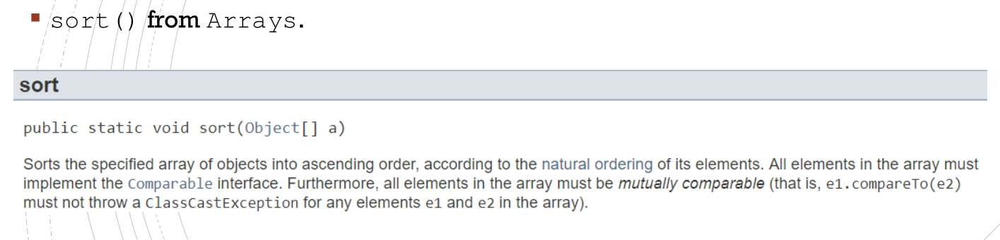 ▪ sort() from Arrays.
sort
public static void sort(Object[] a)
Sorts the specified array of objects into ascending order, according to the natural ordering of its elements. All elements in the array must
implement the Comparable interface. Furthermore, all elements in the array must be mutually comparable (that is, e1.compareTo(e2)
must not throw a ClassCastException for any elements e1 and e2 in the array).